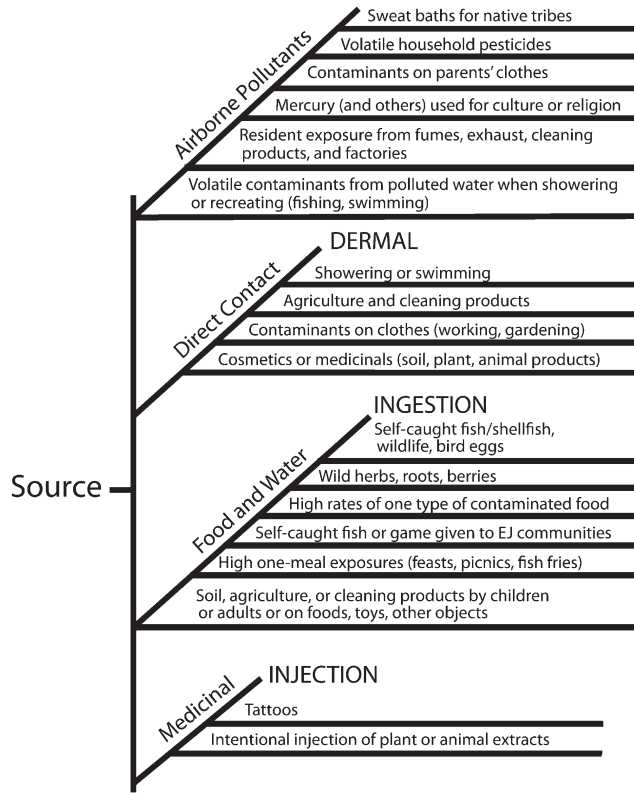 Sweat baths for native tribes
Volatile household pesticides
Contaminants on parents' clothes
Mercury (and others) used for culture or religion
Resident exposure from fumes, exhaust, cleaning
products, and factories
Volatile contaminants from polluted water when showering
or recreating (fishing, swimming)
Airborne Pollutants
DERMAL
Showering or swimming
Agriculture and cleaning products
Contaminants on clothes (working, gardening)
Cosmetics or medicinals (soil, plant, animal products)
Direct Contact
INGESTION
Self-caught fish/shellfish,
wildlife, bird eggs
Wild herbs, roots, berries
High rates of one type of contaminated food
Self-caught fish or game given to EJ communities
High one-meal exposures (feasts, picnics, fish fries)
Soil, agriculture, or cleaning products by children
or adults or on foods, toys, other objects
Food and Water
Source
INJECTION
Tattoos
Intentional injection of plant or animal extracts
Medicinal